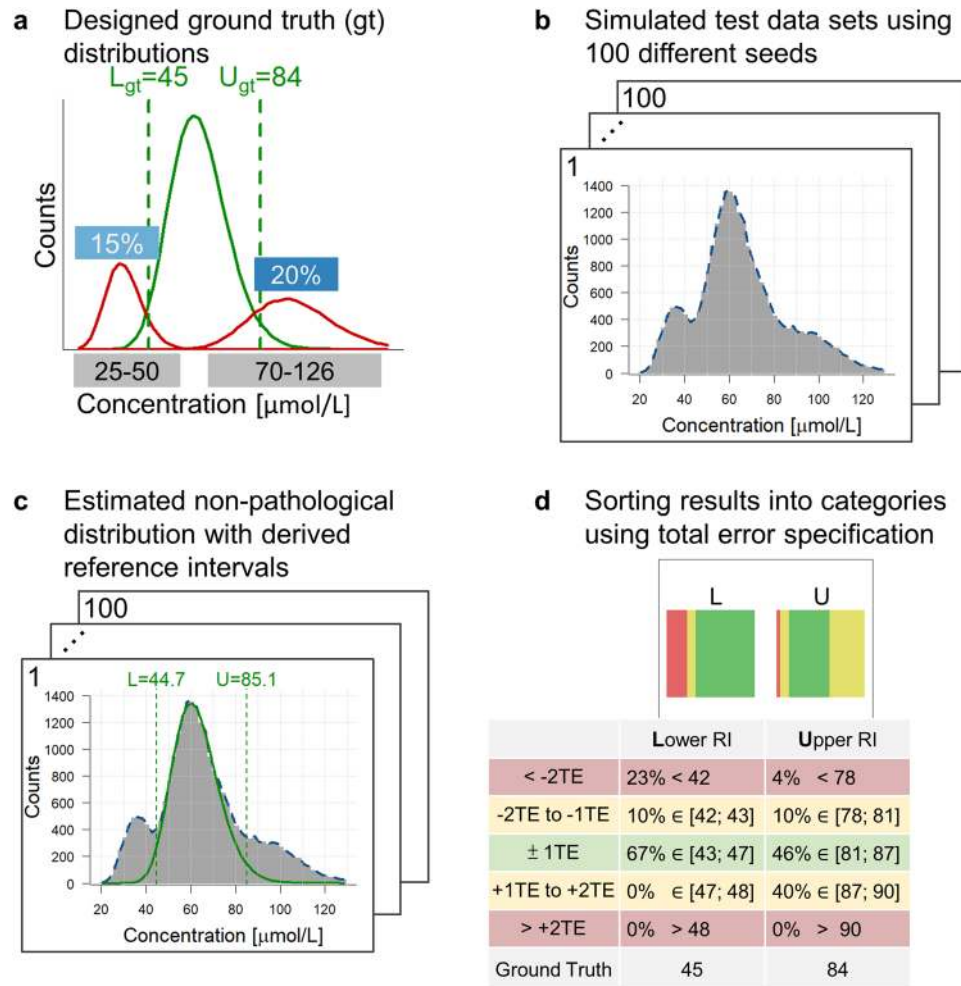 a Designed ground truth (gt)
distributions
Lgt=45 Ugt=84
Counts
15%
20%
25-50 70-126
Concentration [μmol/L]
b Simulated test data sets using
100 different seeds
100
1
1400
1200
1000
800
600
400
200
0
Counts
20 40 60 80 100 120
Concentration [μmol/L]
c Estimated non-pathological
distribution with derived
reference intervals
100
1
L=44.7 U=85.1
1400
1200
1000
800
600
400
200
0
Counts
20 40 60 80 100 120
Concentration [μmol/L]
d Sorting results into categories
using total error specification
L U
Lower RI Upper RI
< -2TE 23% < 42 4% < 78
-2TE to -1TE 10% ∈ [42; 43] 10% ∈ [78; 81]
± 1TE 67% ∈ [43; 47] 46% ∈ [81; 87]
+1TE to +2TE 0% ∈ [47; 48] 40% ∈ [87; 90]
> +2TE 0% > 48 0% > 90
Ground Truth 45 84